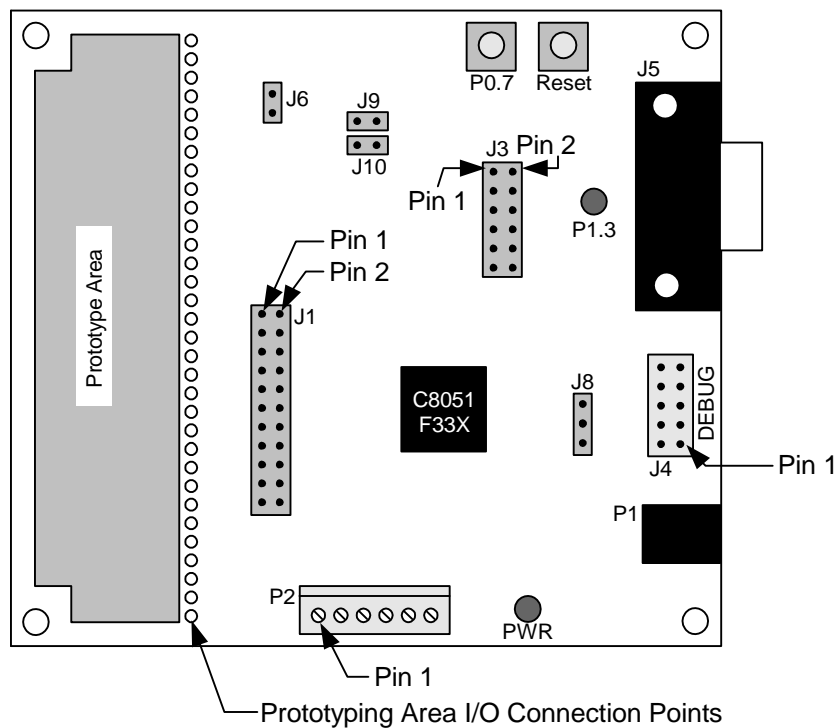 P0.7
Reset
J5
J6
J9
J10
J3
Pin 2
Pin 1
P1.3
Pin 1
Pin 2
J1
Prototype Area
C8051
F33X
J8
DEBUG
J4
Pin 1
P1
P2
PWR
Pin 1
Prototyping Area I/O Connection Points